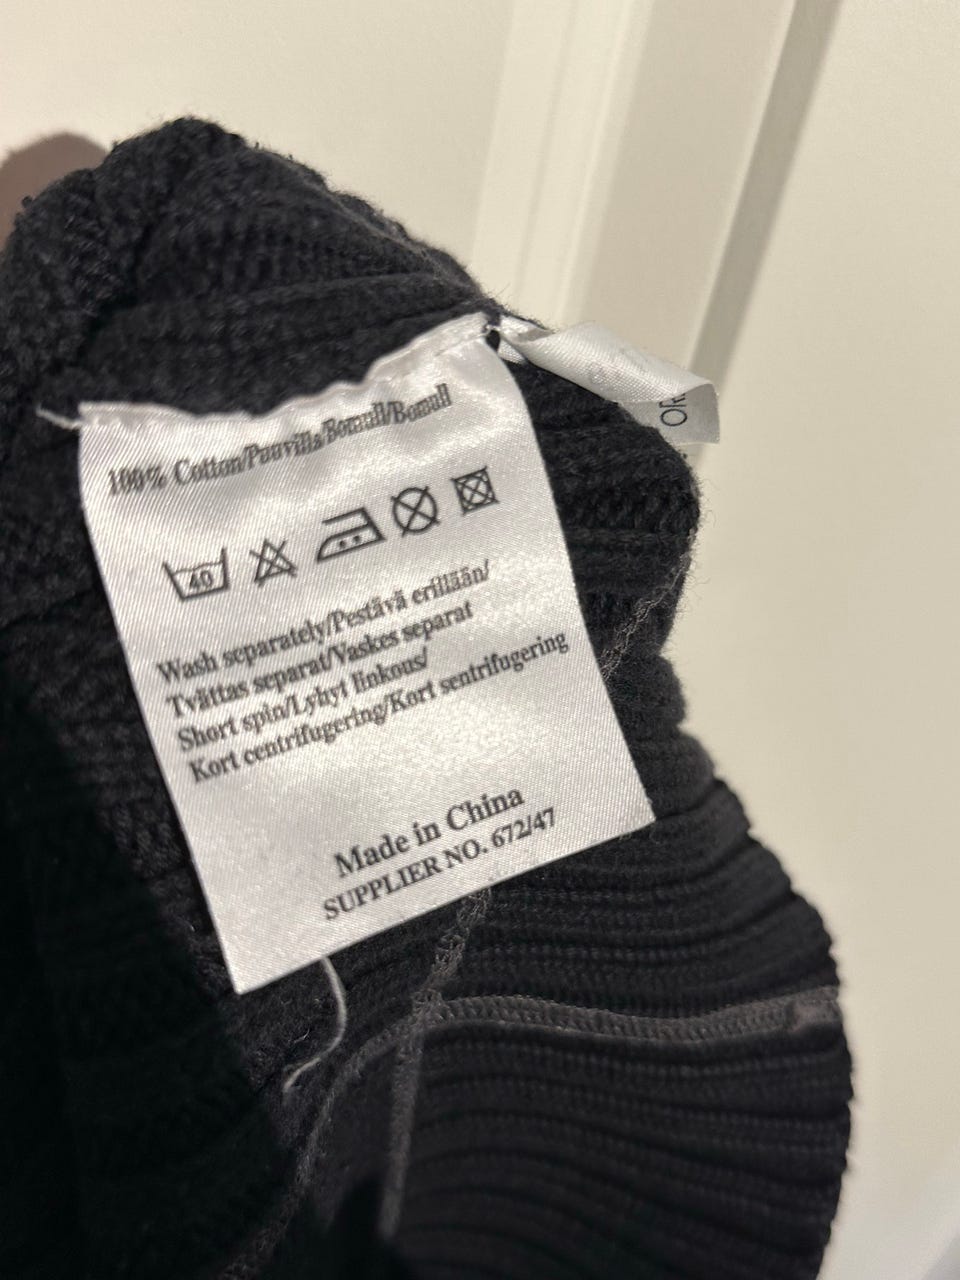 100% Cotton/Puuvilla/Bomull/Bomull
40
Wash separately/Pestävä erillään/
Tvättas separat/Vaskes separat
Short spin/Lyhyt linkous/
Kort centrifugering/Kort sentrifugering
Made in China
SUPPLIER NO. 672/47